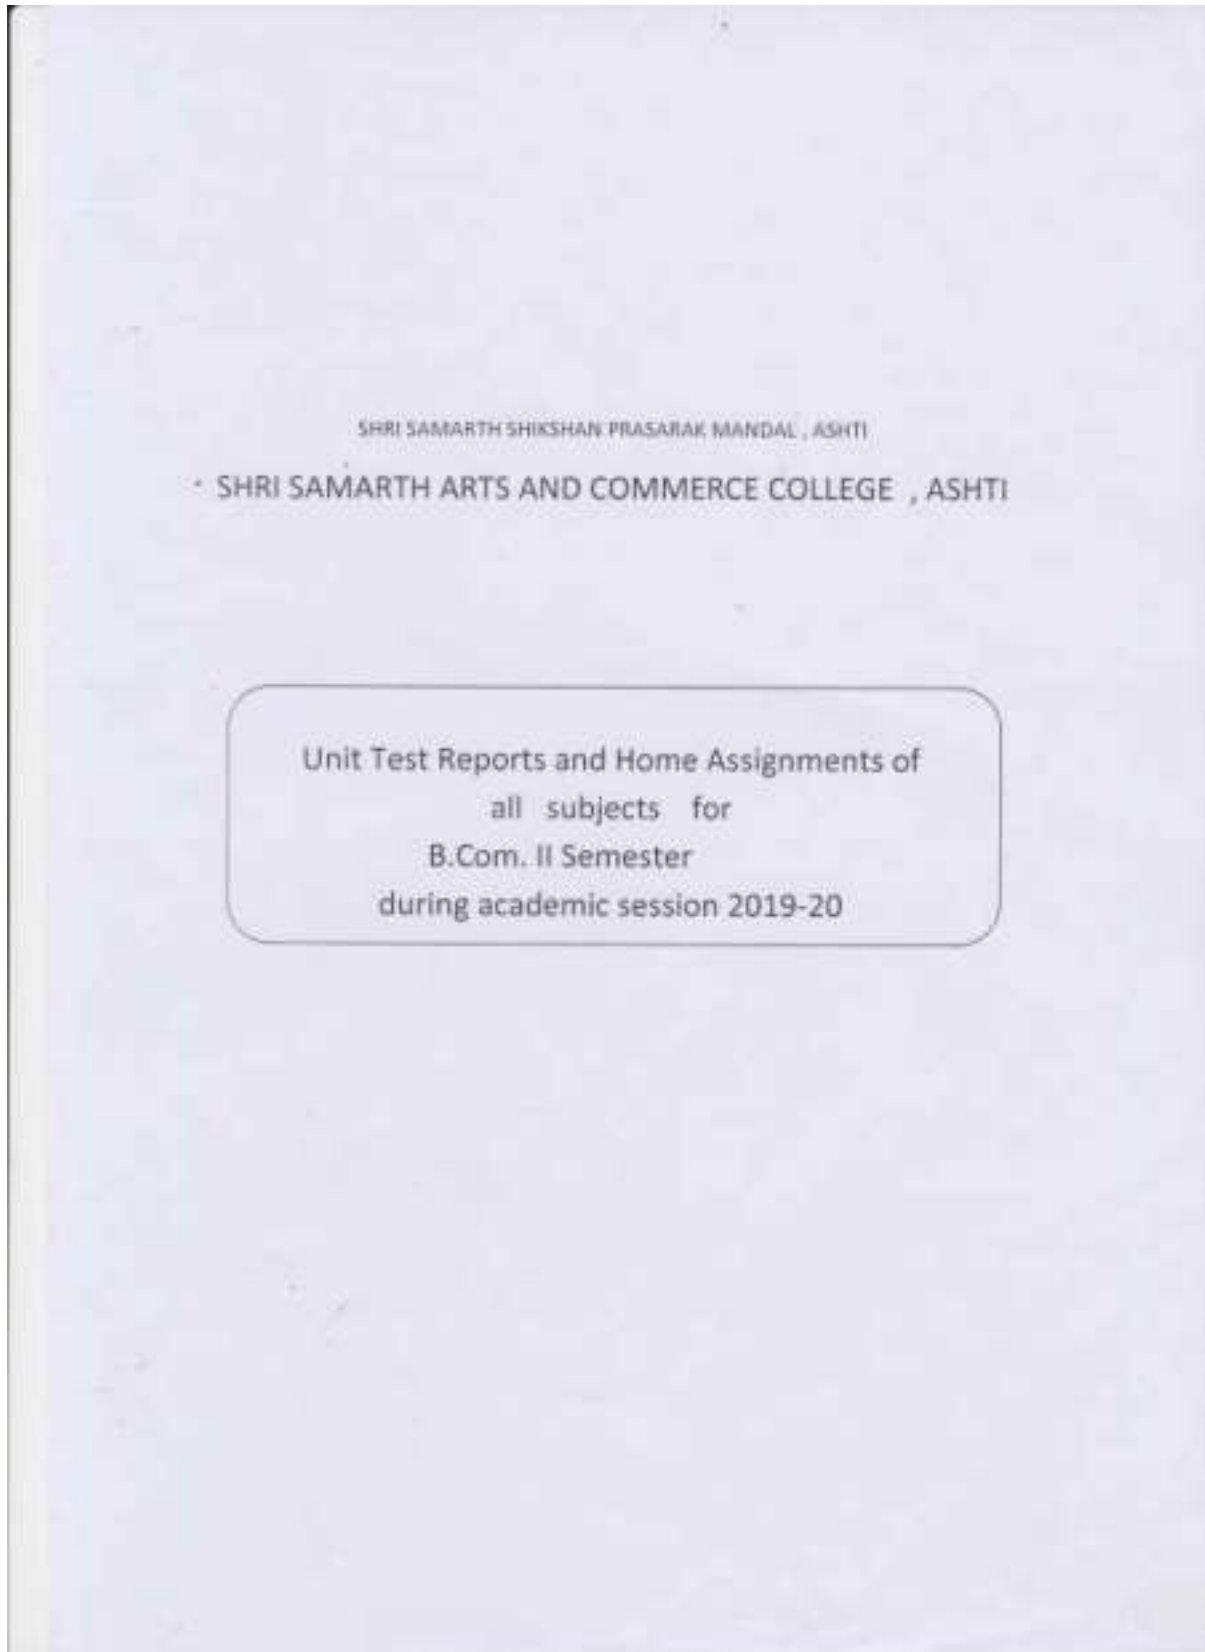 SHRI SAMARTH SHIKSHAN PRASARAK MANDAL , ASHTI
SHRI SAMARTH ARTS AND COMMERCE COLLEGE , ASHTI
Unit Test Reports and Home Assignments of
all subjects for
B.Com. II Semester
during academic session 2019-20